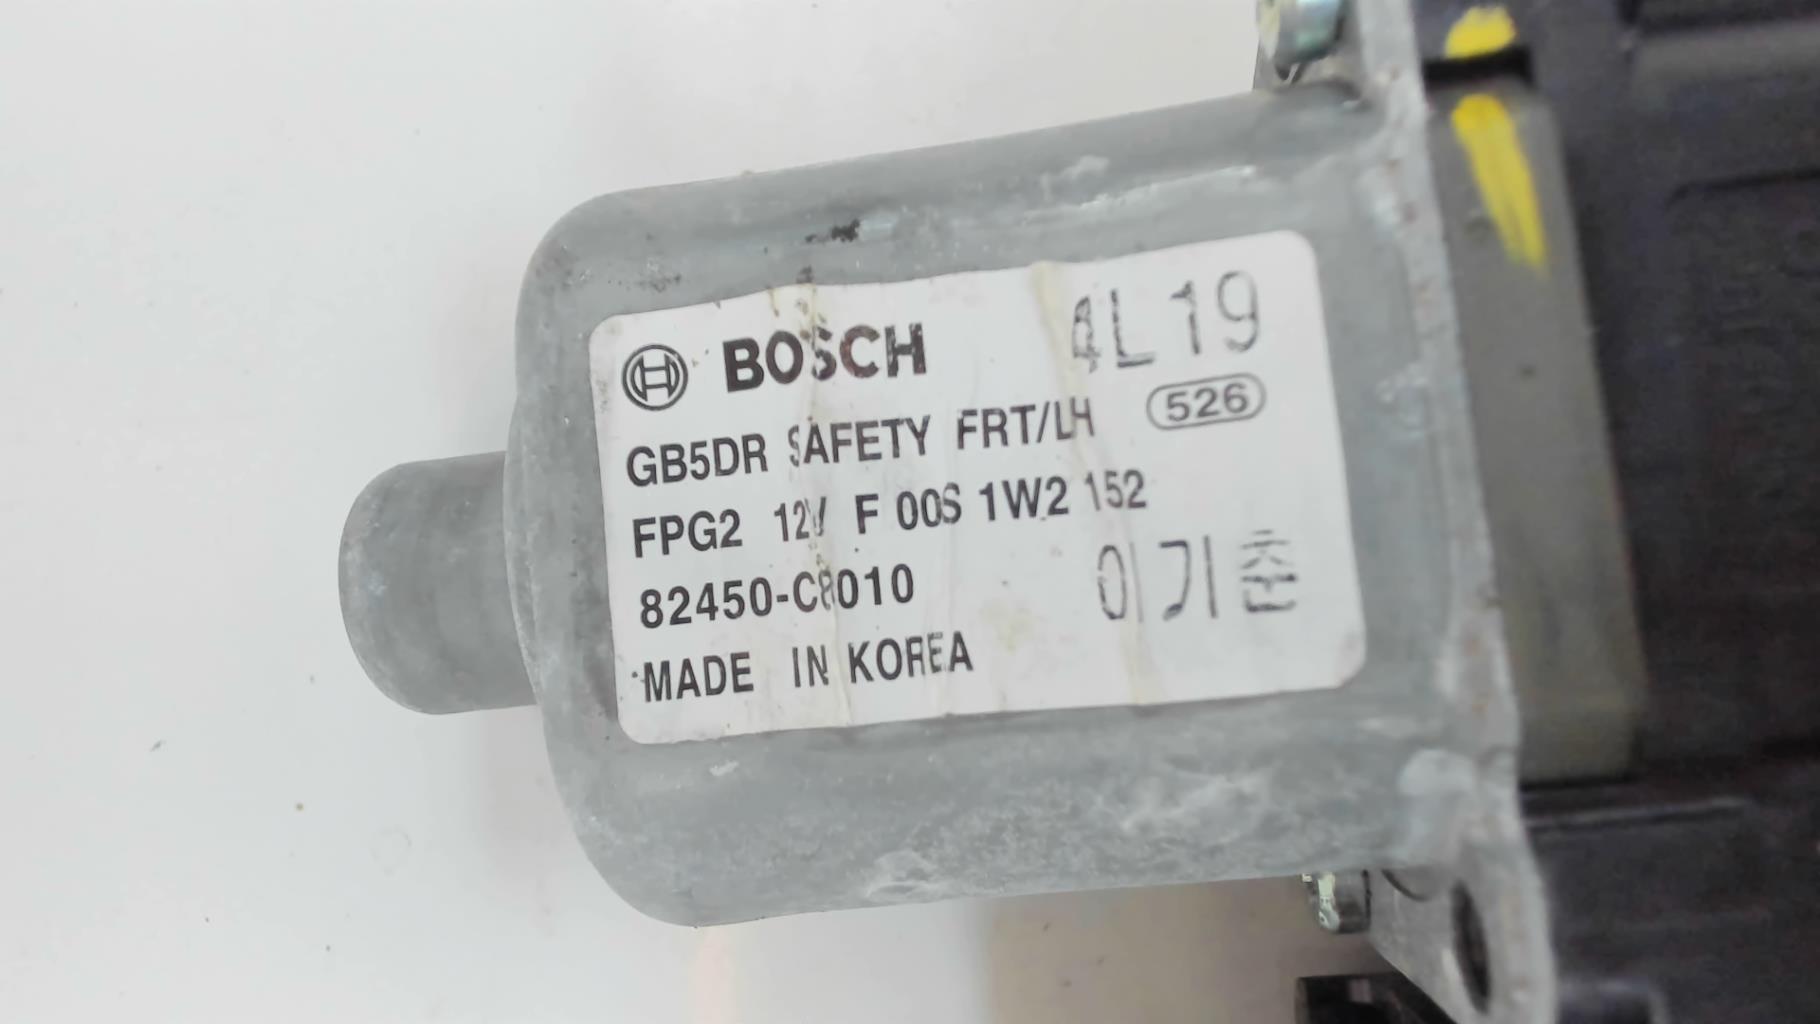 BOSCH 4L19
GB5DR SAFETY FRT/LH 526
FPG2 12V F 00S 1W2 152
82450-C8010 이기춘
MADE IN KOREA